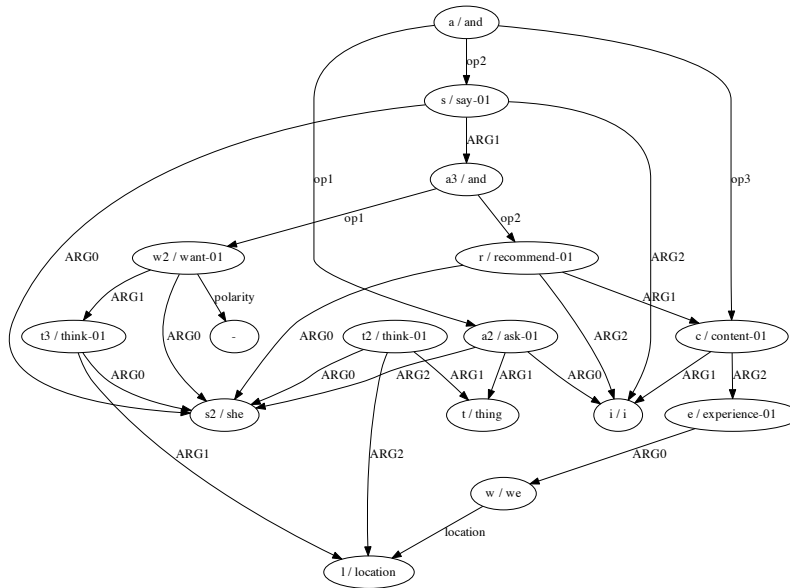 a / and
op2
s / say-01
ARG1
a3 / and
op1
op3
op1
op2
w2 / want-01
r / recommend-01
ARG0
ARG2
ARG1
polarity
ARG1
t3 / think-01
ARG0
-
ARG0
t2 / think-01
a2 / ask-01
ARG2
c / content-01
ARG0
ARG0
ARG2
ARG1
ARG1
ARG0
ARG1
ARG2
s2 / she
t / thing
i / i
e / experience-01
ARG1
ARG2
ARG0
w / we
location
l / location